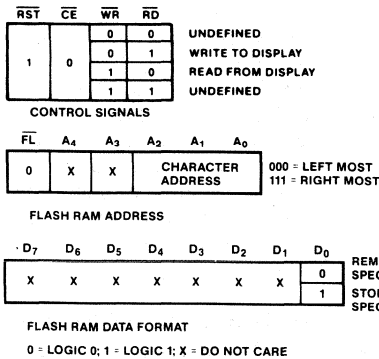 RST CE WR RD
0 0 UNDEFINED
1 0 0 1 WRITE TO DISPLAY
1 0 READ FROM DISPLAY
1 1 UNDEFINED
CONTROL SIGNALS
FL A4 A3 A2 A1 A0
0 X X CHARACTER ADDRESS 000 = LEFT MOST
111 = RIGHT MOST
FLASH RAM ADDRESS
D7 D6 D5 D4 D3 D2 D1 D0
X X X X X X X 0
1
FLASH RAM DATA FORMAT
0 = LOGIC 0; 1 = LOGIC 1; X = DO NOT CARE